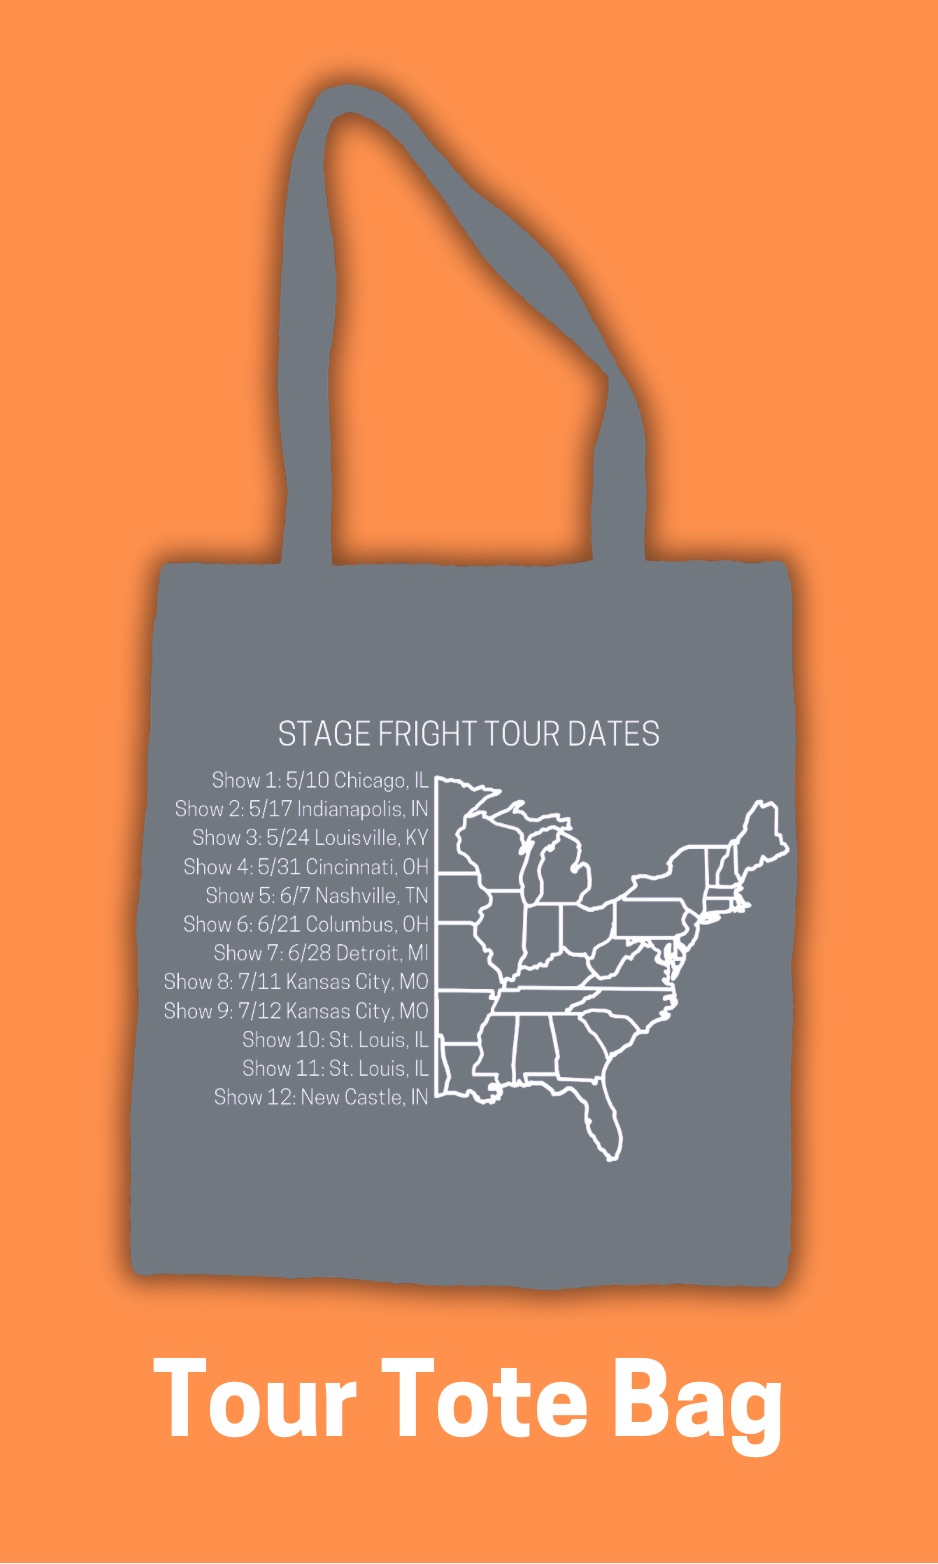 STAGE FRIGHT TOUR DATES
Show 1: 5/10 Chicago, IL
Show 2: 5/17 Indianapolis, IN
Show 3: 5/24 Louisville, KY
Show 4: 5/31 Cincinnati, OH
Show 5: 6/7 Nashville, TN
Show 6: 6/21 Columbus, OH
Show 7: 6/28 Detroit, MI
Show 8: 7/11 Kansas City, MO
Show 9: 7/12 Kansas City, MO
Show 10: St. Louis, IL
Show 11: St. Louis, IL
Show 12: New Castle, IN
Tour Tote Bag